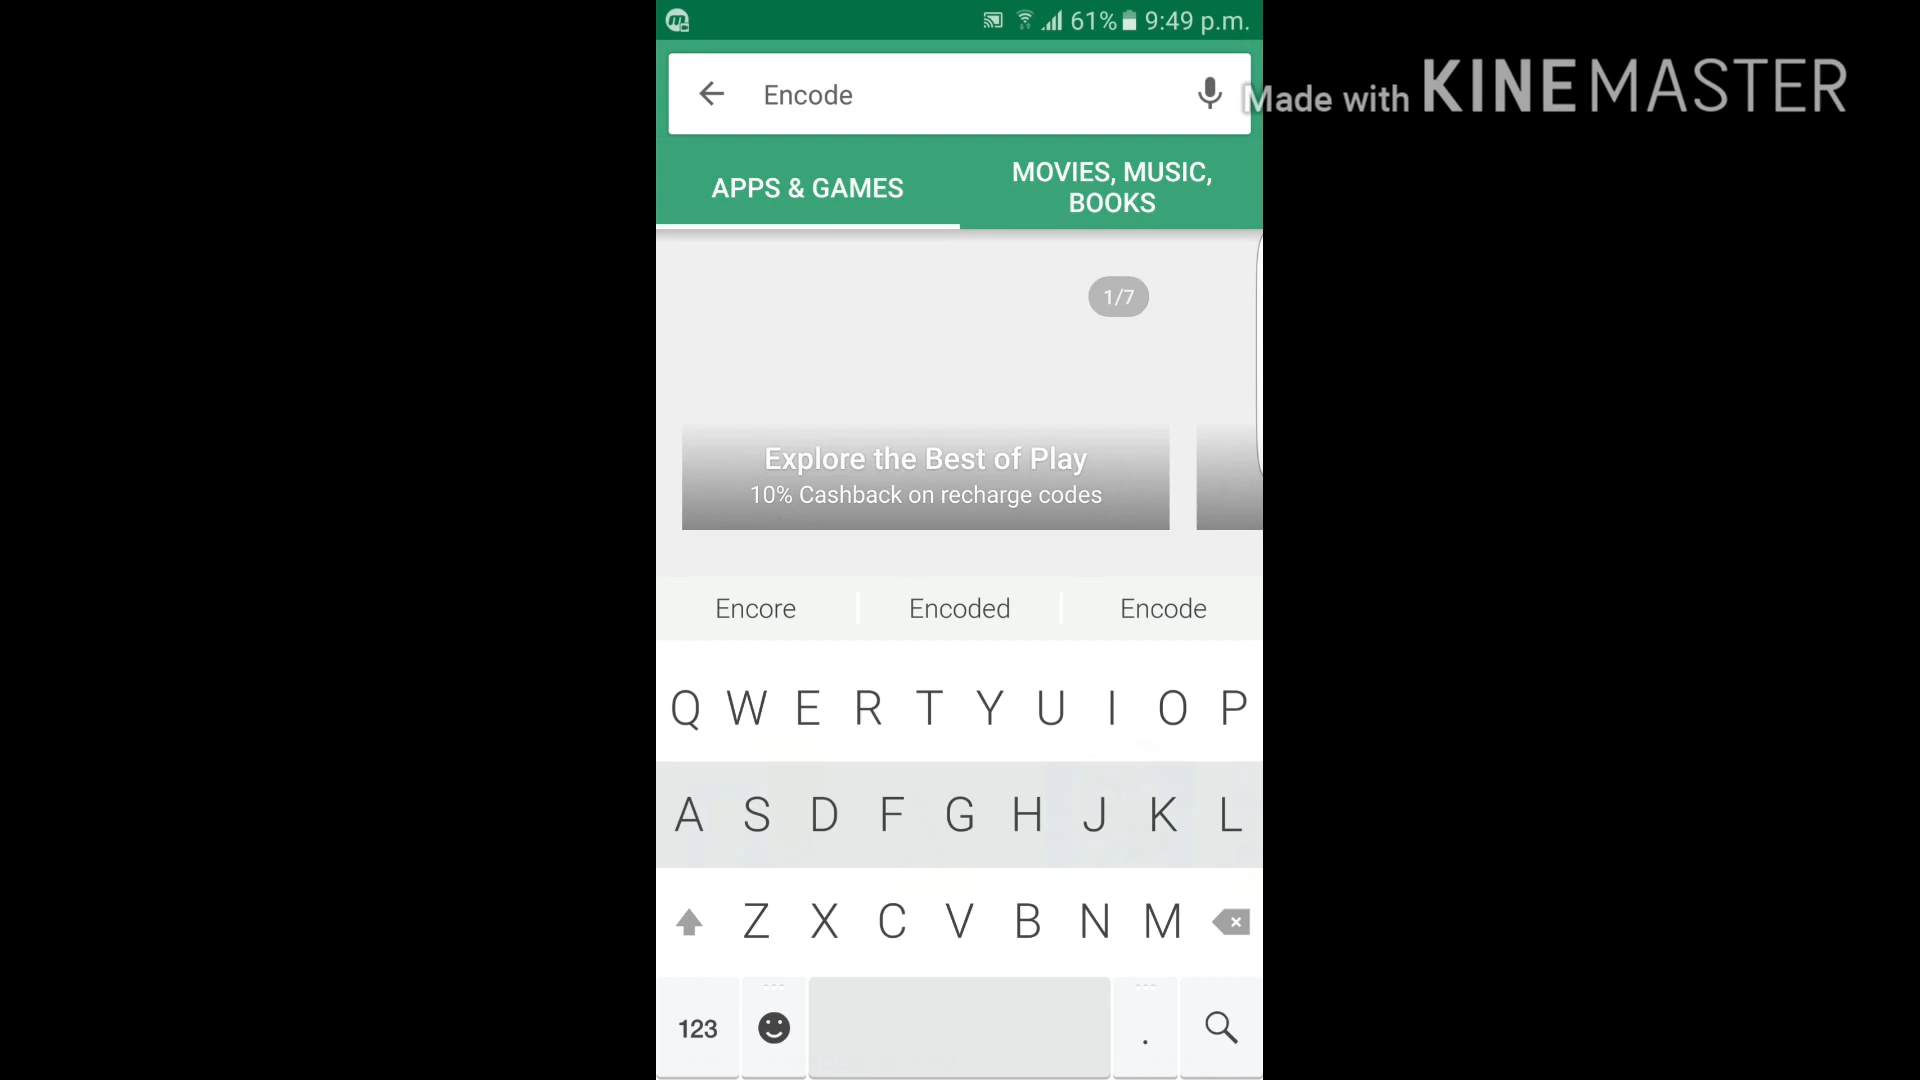 61% 9:49 p.m.
Encode
Made with KINEMASTER
APPS & GAMES
MOVIES, MUSIC,
BOOKS
1/7
Explore the Best of Play
10% Cashback on recharge codes
Encore Encoded Encode
Q W E R T Y U I O P
A S D F G H J K L
Z X C V B N M
123 .